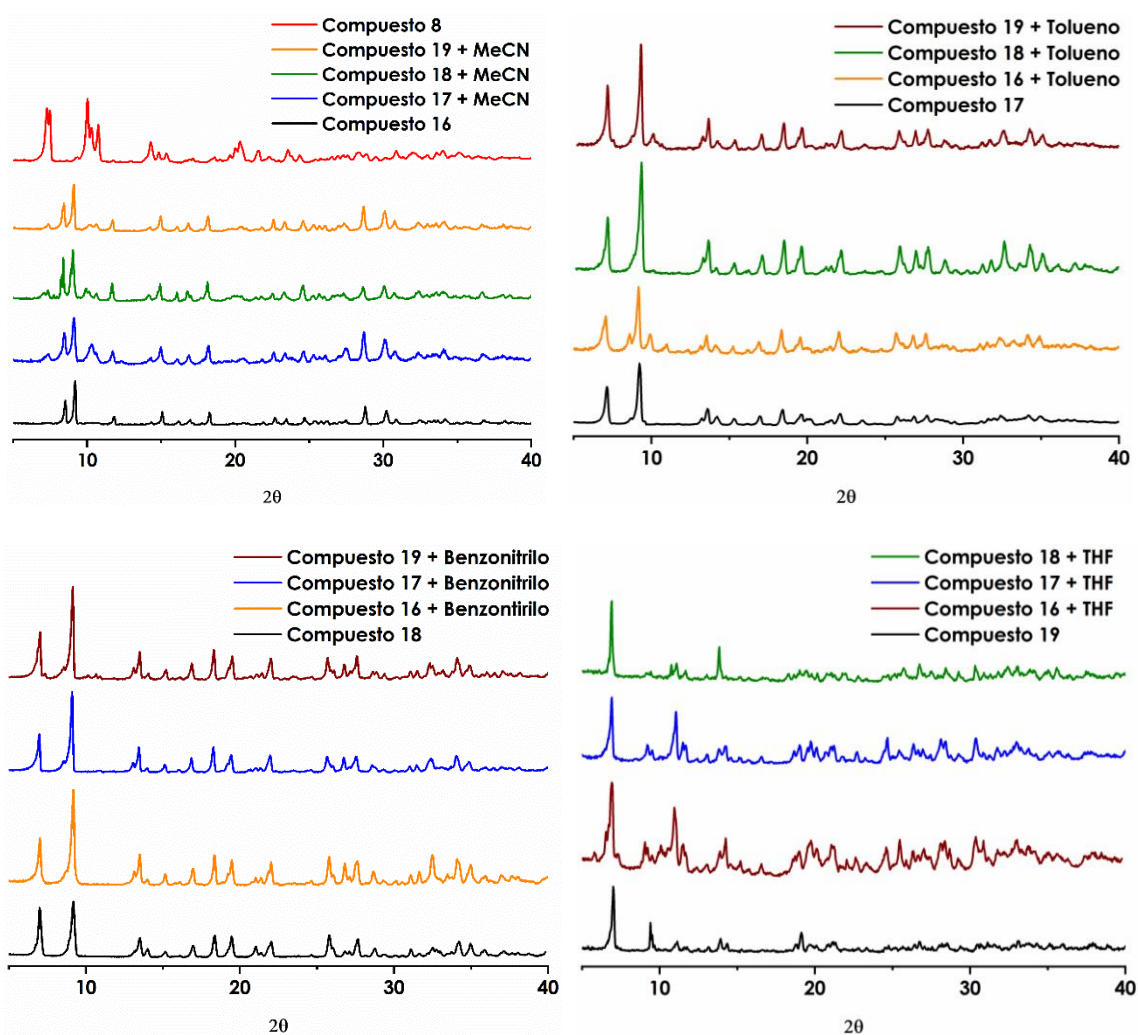 Compuesto 8
Compuesto 19 + MeCN
Compuesto 18 + MeCN
Compuesto 17 + MeCN
Compuesto 16
10 20 30 40
2θ
Compuesto 19 + Tolueno
Compuesto 18 + Tolueno
Compuesto 16 + Tolueno
Compuesto 17
10 20 30 40
2θ
Compuesto 19 + Benzonitrilo
Compuesto 17 + Benzonitrilo
Compuesto 16 + Benzontirilo
Compuesto 18
10 20 30 40
2θ
Compuesto 18 + THF
Compuesto 17 + THF
Compuesto 16 + THF
Compuesto 19
10 20 30 40
2θ